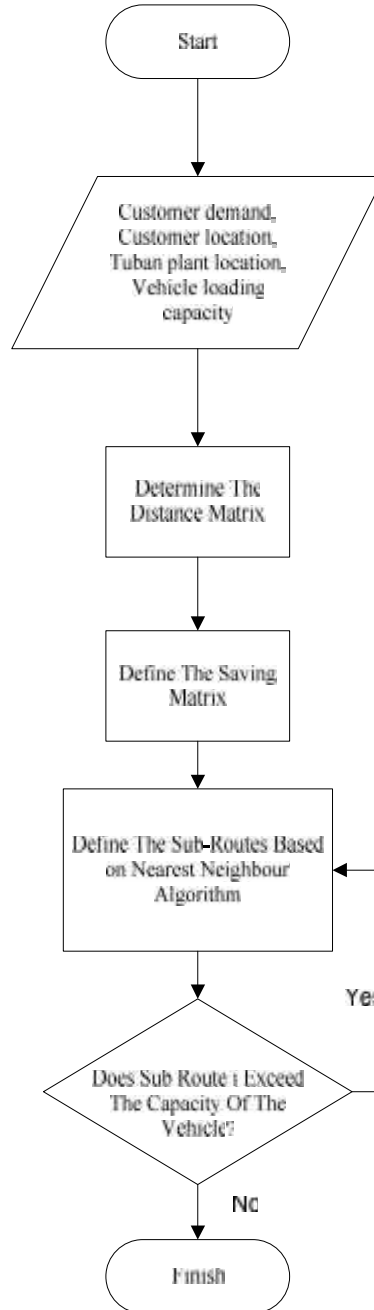 Start
Customer demand,
Customer location,
Tuban plant location,
Vehicle loading
capacity
Determine The
Distance Matrix
Define The Saving
Matrix
Define The Sub-Routes Based
on Nearest Neighbour
Algorithm
Yes
Does Sub Route i Exceed
The Capacity Of The
Vehicle?
No
Finish